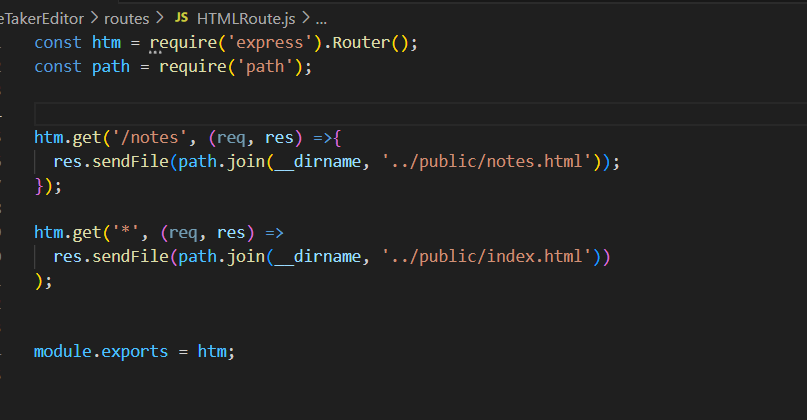 eTakerEditor > routes > JS HTMLRoute.js > ...
const htm = require('express').Router();
const path = require('path');
htm.get('/notes', (req, res) =>{
res.sendFile(path.join(__dirname, '../public/notes.html'));
});
htm.get('*', (req, res) =>
res.sendFile(path.join(__dirname, '../public/index.html'))
);
module.exports = htm;